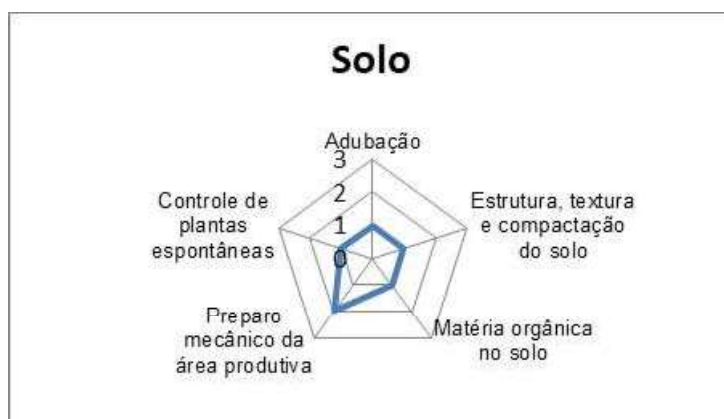 Solo
Adubação
3
2
1
0
Estrutura, textura
e compactação
do solo
Matéria orgânica
no solo
Preparo
mecânico da
área produtiva
Controle de
plantas
espontâneas